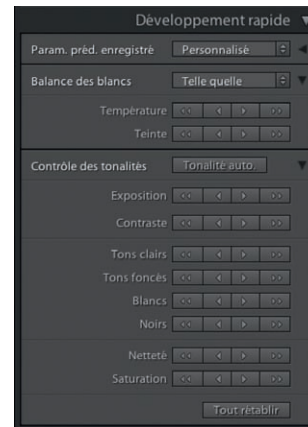 Développement rapide
Param. préd. enregistré Personnalisé
Balance des blancs Telle quelle
Température
Teinte
Contrôle des tonalités Tonalité auto.
Exposition
Contraste
Tons clairs
Tons foncés
Blancs
Noirs
Netteté
Saturation
Tout rétablir